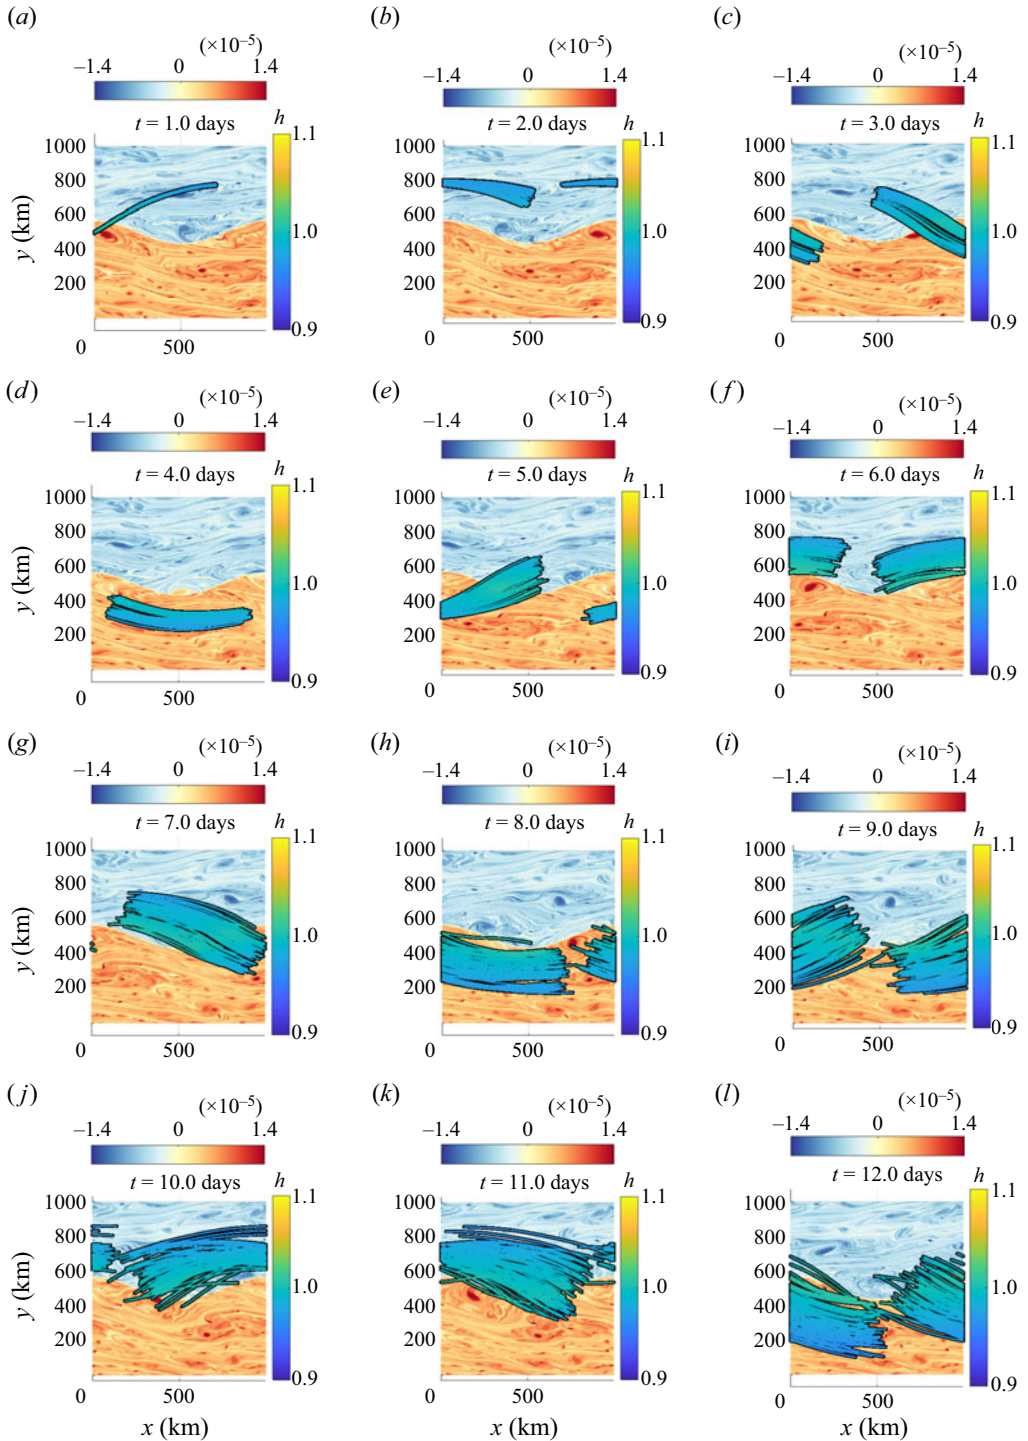 (a) (b) (c)
(×10⁻⁵) (×10⁻⁵) (×10⁻⁵)
−1.4 0 1.4 −1.4 0 1.4 −1.4 0 1.4
t = 1.0 days h t = 2.0 days h t = 3.0 days h
1000 1.1 1000 1.1 1000 1.1
800 800 800
600 600 600
y (km) 400 1.0 400 1.0 400 1.0
200 200 200
0.9 0.9 0.9
0 500 0 500 0 500
(d) (e) (f)
(×10⁻⁵) (×10⁻⁵) (×10⁻⁵)
−1.4 0 1.4 −1.4 0 1.4 −1.4 0 1.4
t = 4.0 days h t = 5.0 days h t = 6.0 days h
1000 1.1 1000 1.1 1000 1.1
800 800 800
600 600 600
y (km) 400 1.0 400 1.0 400 1.0
200 200 200
0.9 0.9 0.9
0 500 0 500 0 500
(g) (h) (i)
(×10⁻⁵) (×10⁻⁵) (×10⁻⁵)
−1.4 0 1.4 −1.4 0 1.4 −1.4 0 1.4
t = 7.0 days h t = 8.0 days h t = 9.0 days h
1000 1.1 1000 1.1 1000 1.1
800 800 800
600 600 600
y (km) 400 1.0 400 1.0 400 1.0
200 200 200
0.9 0.9 0.9
0 500 0 500 0 500
(j) (k) (l)
(×10⁻⁵) (×10⁻⁵) (×10⁻⁵)
−1.4 0 1.4 −1.4 0 1.4 −1.4 0 1.4
t = 10.0 days h t = 11.0 days h t = 12.0 days h
1000 1.1 1000 1.1 1000 1.1
800 800 800
600 600 600
y (km) 400 1.0 400 1.0 400 1.0
200 200 200
0.9 0.9 0.9
0 500 0 500 0 500
x (km) x (km) x (km)